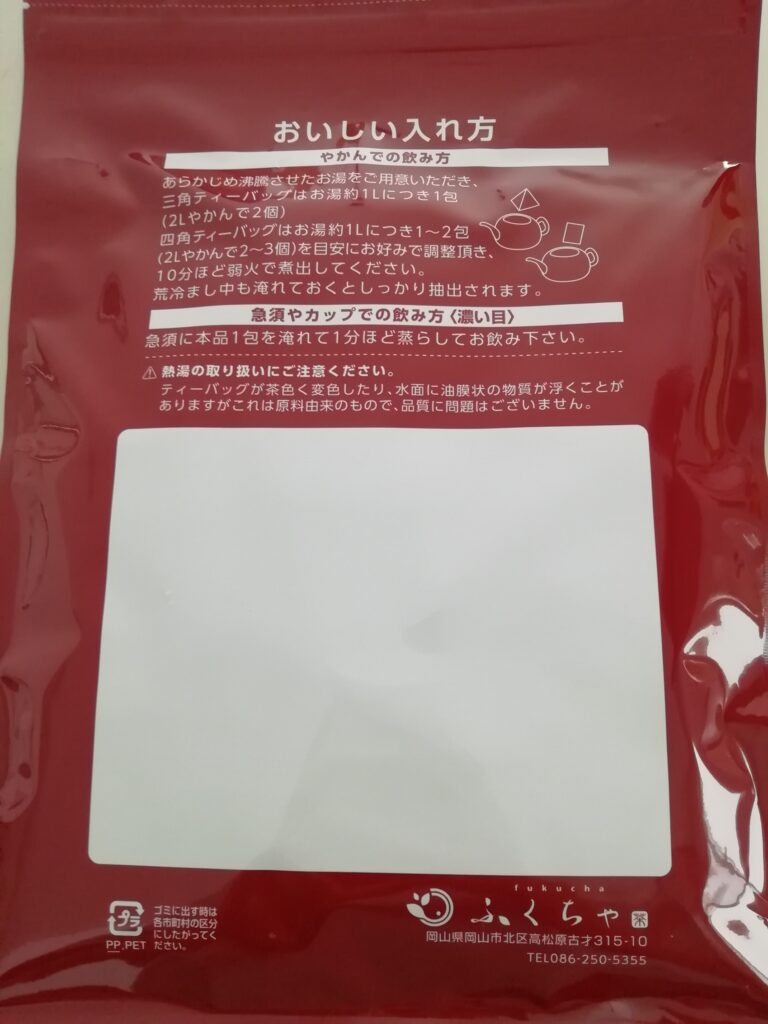 おいしい入れ方
やかんでの飲み方
あらかじめ沸騰させたお湯をご用意いただき、
三角ティーバッグはお湯約1Lにつき1包
(2Lやかんで2個)
四角ティーバッグはお湯約1Lにつき1〜2包
(2Lやかんで2〜3個)を目安にお好みで調整頂き、
10分ほど弱火で煮出してください。
荒冷まし中も淹れておくとしっかり抽出されます。
急須やカップでの飲み方〈濃い目〉
急須に本品1包を淹れて1分ほど蒸らしてお飲み下さい。
⚠熱湯の取り扱いにご注意ください。
ティーバッグが茶色く変色したり、水面に油膜状の物質が浮くことが
ありますがこれは原料由来のもので、品質に問題はございません。
プラ
PP,PET
ゴミに出す時は
各市町村の区分
にしたがってく
ださい。
fukucha
ふくちゃ 茶
岡山県岡山市北区高松原古才315-10
TEL086-250-5355